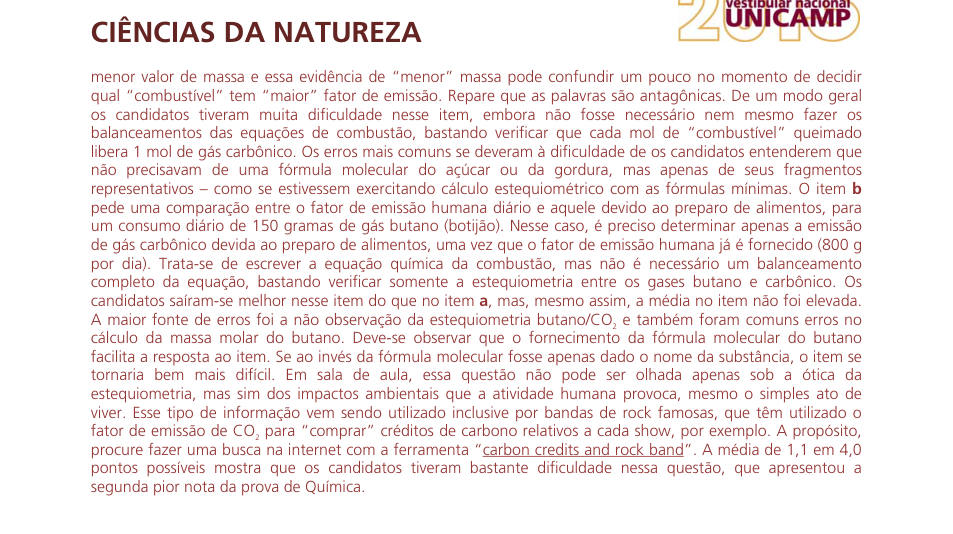 vestibular nacional
UNICAMP
CIÊNCIAS DA NATUREZA
menor valor de massa e essa evidência de “menor” massa pode confundir um pouco no momento de decidir
qual “combustível” tem “maior” fator de emissão. Repare que as palavras são antagônicas. De um modo geral
os candidatos tiveram muita dificuldade nesse item, embora não fosse necessário nem mesmo fazer os
balanceamentos das equações de combustão, bastando verificar que cada mol de “combustível” queimado
libera 1 mol de gás carbônico. Os erros mais comuns se deveram à dificuldade de os candidatos entenderem que
não precisavam de uma fórmula molecular do açúcar ou da gordura, mas apenas de seus fragmentos
representativos – como se estivessem exercitando cálculo estequiométrico com as fórmulas mínimas. O item b
pede uma comparação entre o fator de emissão humana diário e aquele devido ao preparo de alimentos, para
um consumo diário de 150 gramas de gás butano (botijão). Nesse caso, é preciso determinar apenas a emissão
de gás carbônico devida ao preparo de alimentos, uma vez que o fator de emissão humana já é fornecido (800 g
por dia). Trata-se de escrever a equação química da combustão, mas não é necessário um balanceamento
completo da equação, bastando verificar somente a estequiometria entre os gases butano e carbônico. Os
candidatos saíram-se melhor nesse item do que no item a, mas, mesmo assim, a média no item não foi elevada.
A maior fonte de erros foi a não observação da estequiometria butano/CO2 e também foram comuns erros no
cálculo da massa molar do butano. Deve-se observar que o fornecimento da fórmula molecular do butano
facilita a resposta ao item. Se ao invés da fórmula molecular fosse apenas dado o nome da substância, o item se
tornaria bem mais difícil. Em sala de aula, essa questão não pode ser olhada apenas sob a ótica da
estequiometria, mas sim dos impactos ambientais que a atividade humana provoca, mesmo o simples ato de
viver. Esse tipo de informação vem sendo utilizado inclusive por bandas de rock famosas, que têm utilizado o
fator de emissão de CO2 para “comprar” créditos de carbono relativos a cada show, por exemplo. A propósito,
procure fazer uma busca na internet com a ferramenta “carbon credits and rock band”. A média de 1,1 em 4,0
pontos possíveis mostra que os candidatos tiveram bastante dificuldade nessa questão, que apresentou a
segunda pior nota da prova de Química.